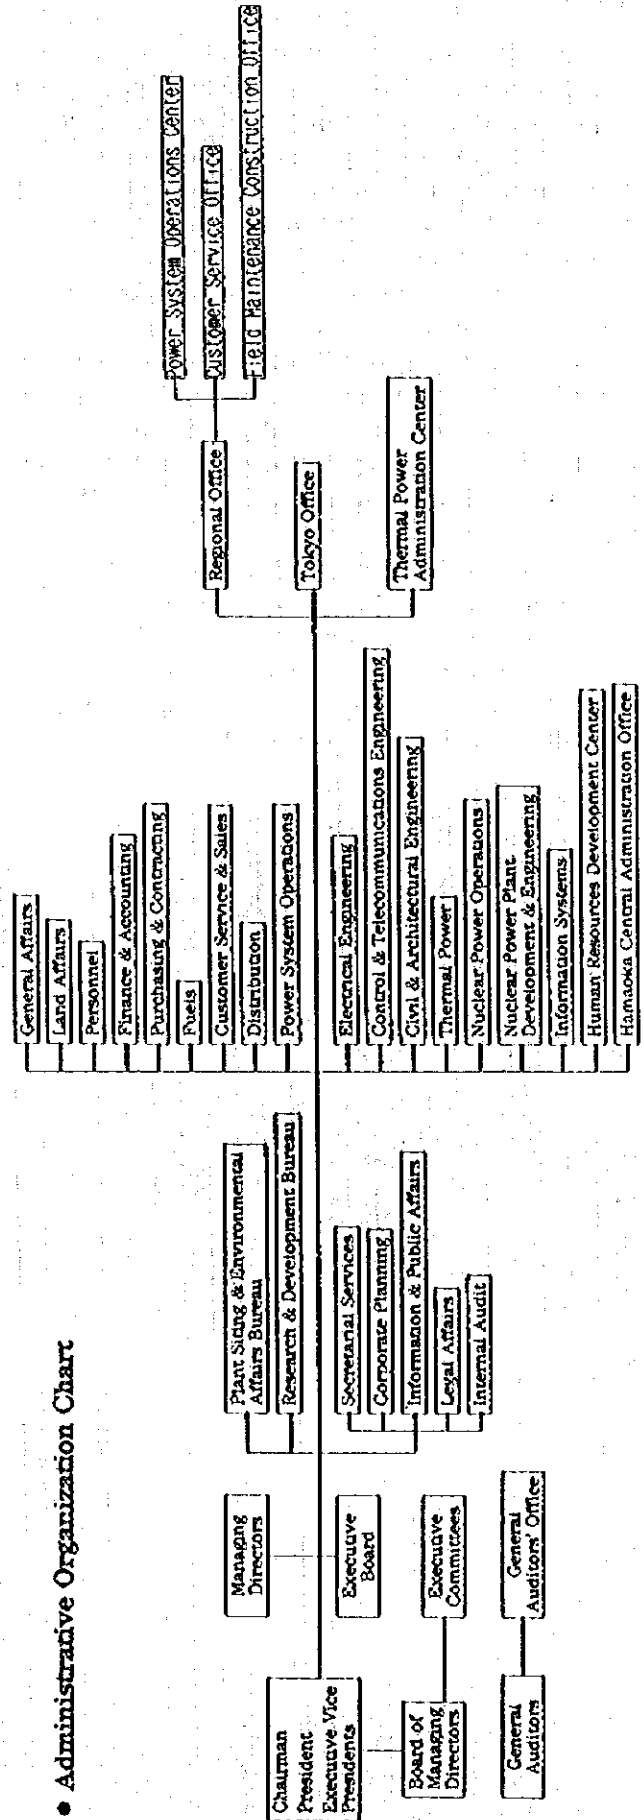 ● Administrative Organization Chart
Chairman
President
Executive Vice
Presidents
Board of
Managing
Directors
General
Auditors
Managing
Directors
Executive
Board
Executive
Committees
General
Auditors' Office
Plant Siting & Environmental
Affairs Bureau
Research & Development Bureau
Secretarial Services
Corporate Planning
Information & Public Affairs
Legal Affairs
Internal Audit
General Affairs
Land Affairs
Personnel
Finance & Accounting
Purchasing & Contracting
Fuels
Customer Service & Sales
Distribution
Power System Operations
Electrical Engineering
Control & Telecommunications Engineering
Civil & Architectural Engineering
Thermal Power
Nuclear Power Operations
Nuclear Power Plant
Development & Engineering
Information Systems
Human Resources Development Center
Hamaoka Central Administration Office
Regional Office
Tokyo Office
Thermal Power
Administration Center
Power System Operations Center
Customer Service Office
Field Maintenance Construction Office